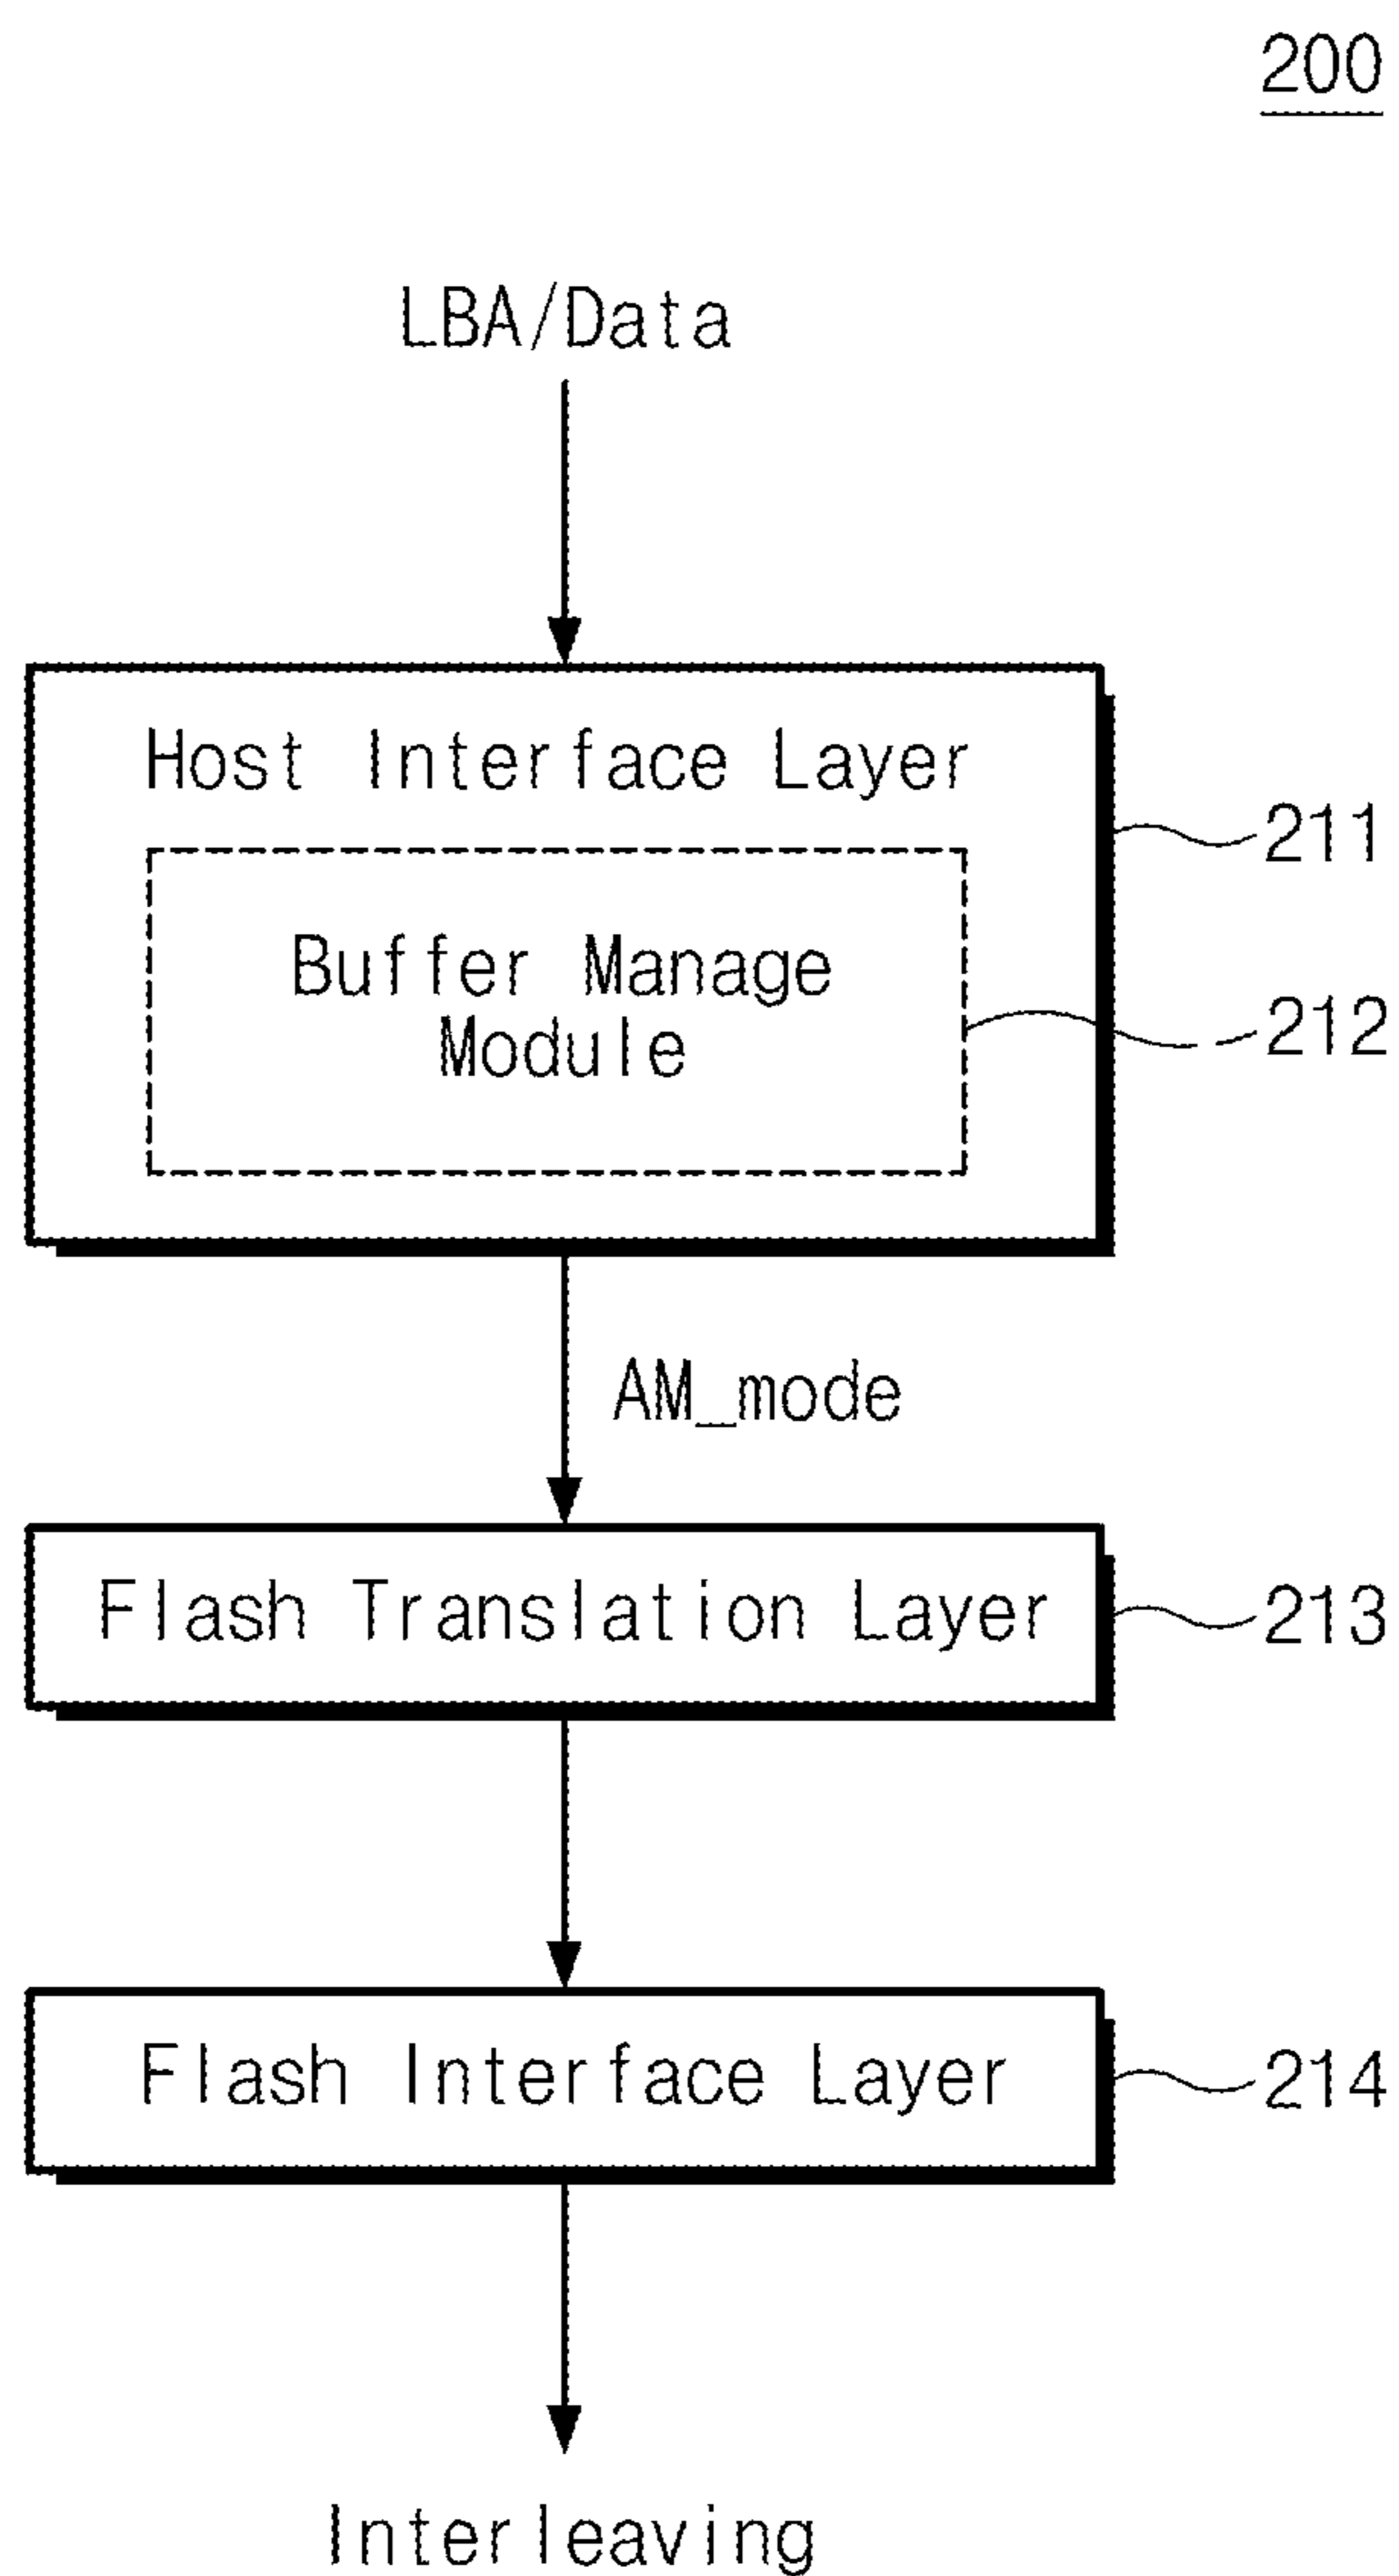 200
LBA/Data
Host Interface Layer
211
Buffer Manage
Module
212
AM_mode
Flash Translation Layer
213
Flash Interface Layer
214
Interleaving